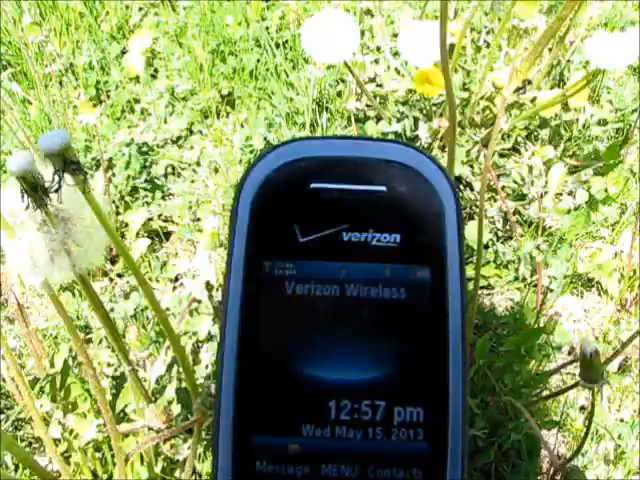 verizon
Verizon Wireless
12:57 pm
Wed May 15, 2013
Message MENU Contacts